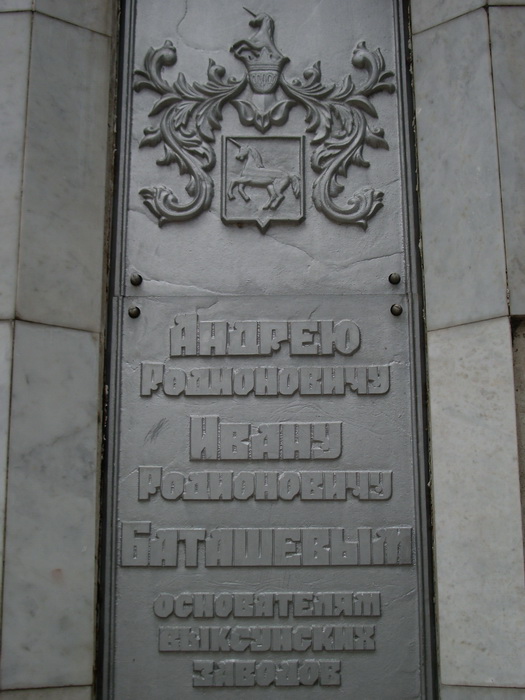 Андрею
Родионовичу
Ивану
Родионовичу
Баташевым
основателям
выксунских
заводов